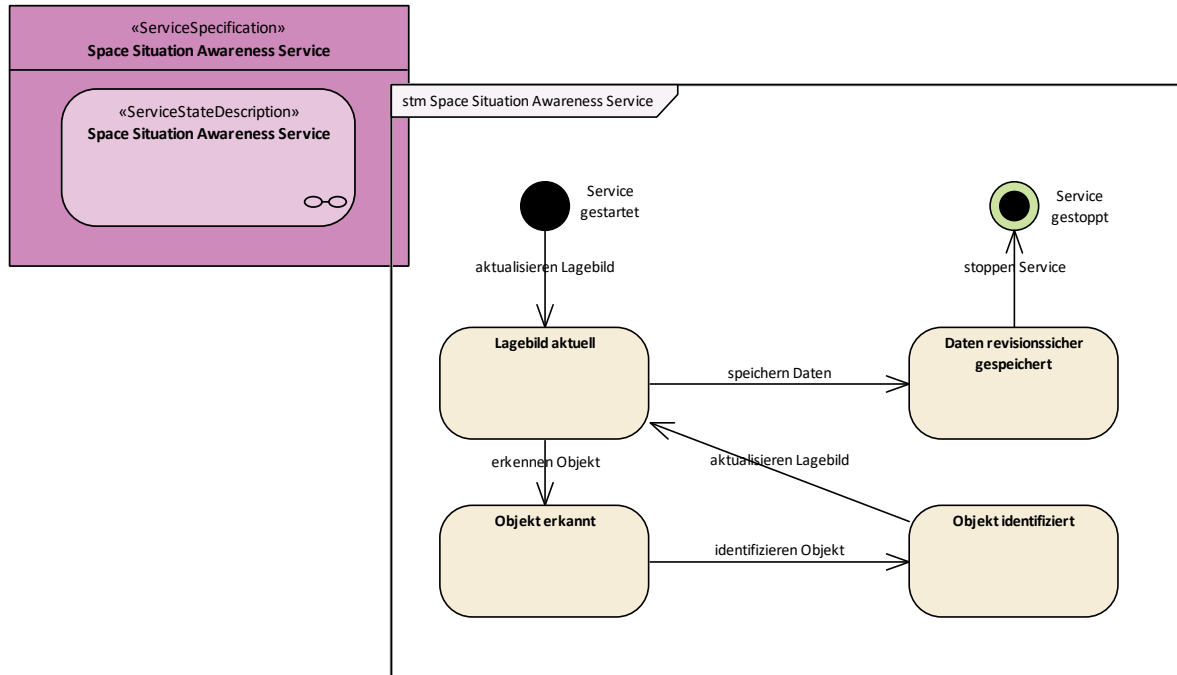 «ServiceSpecification»
Space Situation Awareness Service
«ServiceStateDescription»
Space Situation Awareness Service
stm Space Situation Awareness Service
Service
gestartet
Service
gestoppt
aktualisieren Lagebild
stoppen Service
Lagebild aktuell
Daten revisionssicher
gespeichert
speichern Daten
erkennen Objekt
aktualisieren Lagebild
Objekt erkannt
Objekt identifiziert
identifizieren Objekt